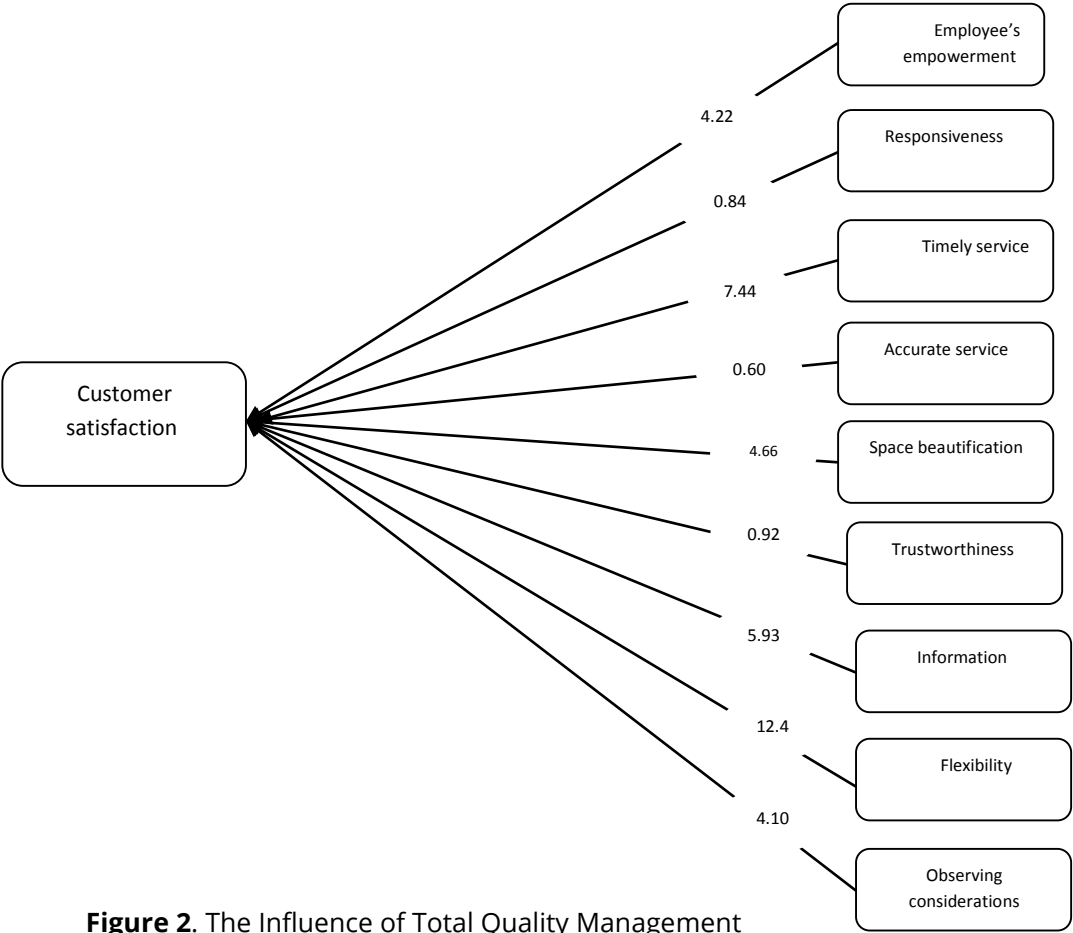 Employee's
empowerment
4.22
Responsiveness
0.84
Timely service
7.44
Accurate service
0.60
Customer
satisfaction
Space beautification
4.66
Trustworthiness
0.92
Information
5.93
Flexibility
12.4
4.10
Observing
considerations
Figure 2. The Influence of Total Quality Management